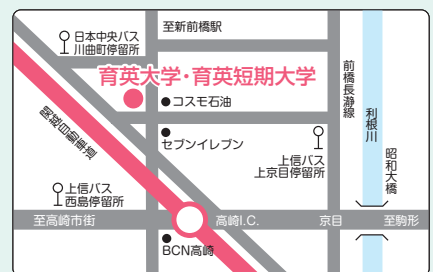 至新前橋駅
日本中央バス
川曲町停留所
育英大学・育英短期大学
コスモ石油
セブンイレブン
関越自動車道
前橋長瀞線
利根川
昭和大橋
上信バス
上京目停留所
上信バス
西島停留所
至高崎市街
高崎I.C.
京目
至駒形
BCN高崎